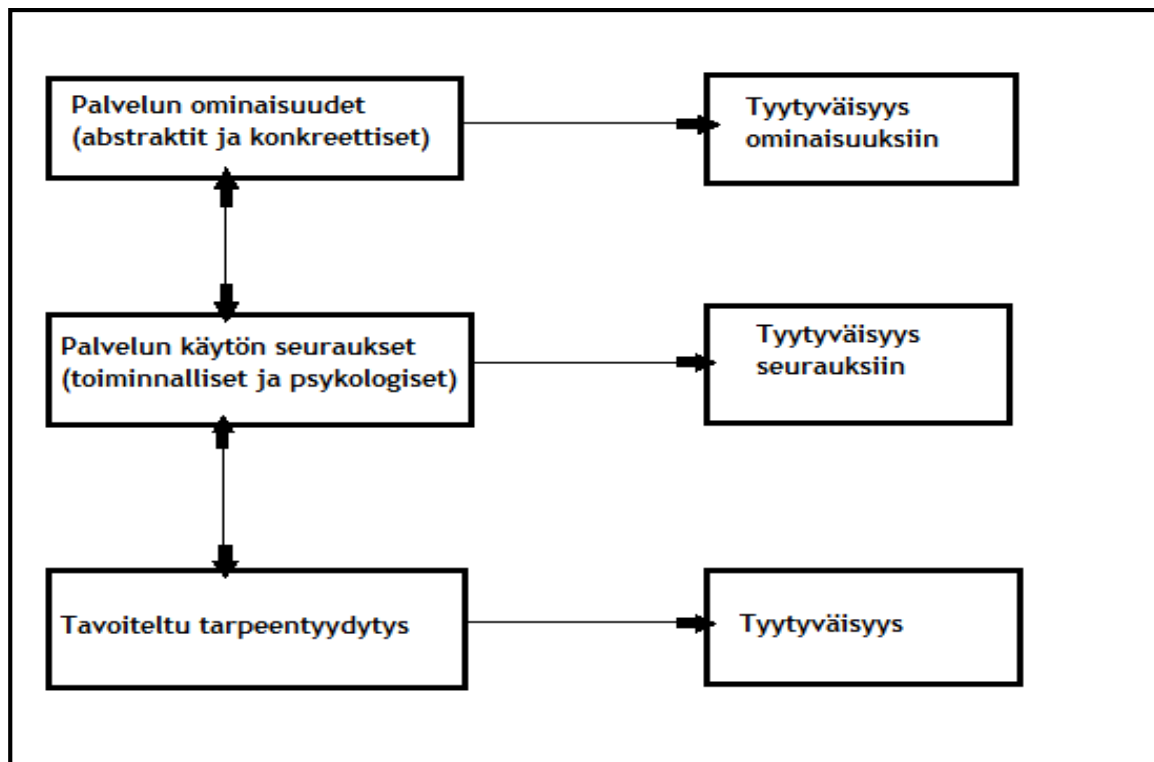 Palvelun ominaisuudet
(abstraktit ja konkreettiset)
Tyytyväisyys
ominaisuuksiin
Palvelun käytön seuraukset
(toiminnalliset ja psykologiset)
Tyytyväisyys
seurauksiin
Tavoiteltu tarpeentyydytys
Tyytyväisyys